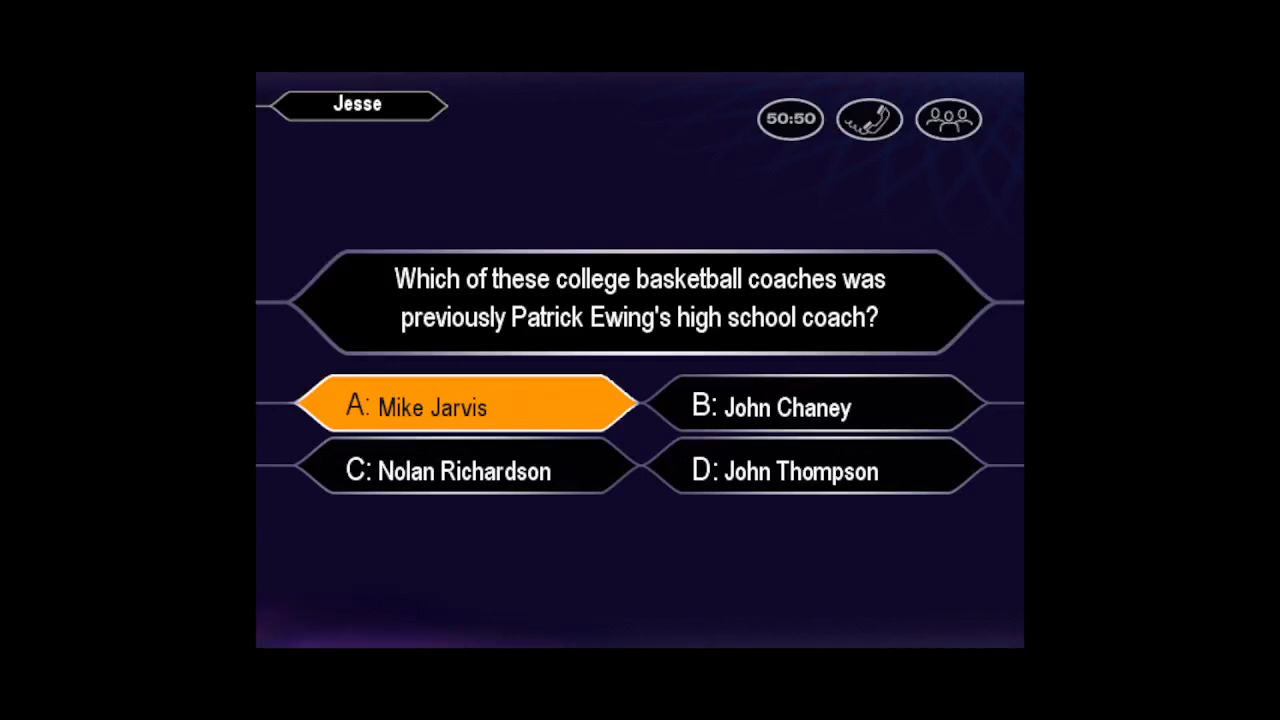 Jesse
50:50
Which of these college basketball coaches was
previously Patrick Ewing's high school coach?
A: Mike Jarvis
B: John Chaney
C: Nolan Richardson
D: John Thompson